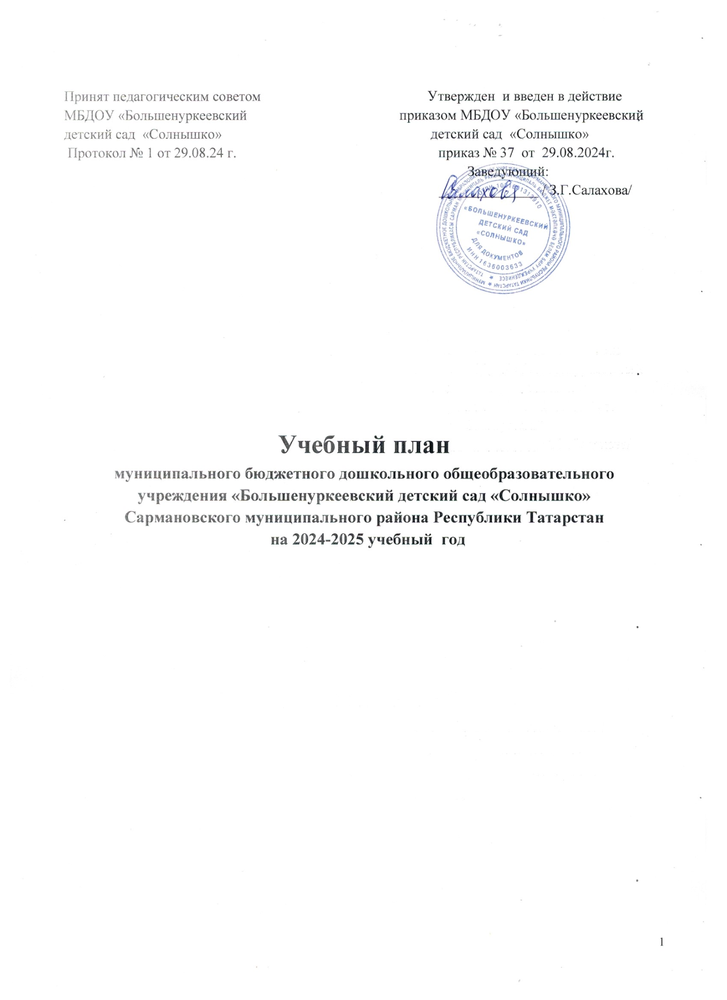 Принят педагогическим советом
МБДОУ «Большенуркеевский
детский сад «Солнышко»
Протокол № 1 от 29.08.24 г.
Утвержден и введен в действие
приказом МБДОУ «Большенуркеевский
детский сад «Солнышко»
приказ № 37 от 29.08.2024г.
Заведующий:
/ З.Г.Салахова/
«БОЛЬШЕНУРКЕЕВСКИЙ
ДЕТСКИЙ САД
«СОЛНЫШКО»
ДЛЯ ДОКУМЕНТОВ
ИНН 1636003633
Учебный план
муниципального бюджетного дошкольного общеобразовательного
учреждения «Большенуркеевский детский сад «Солнышко»
Сармановского муниципального района Республики Татарстан
на 2024-2025 учебный год
1